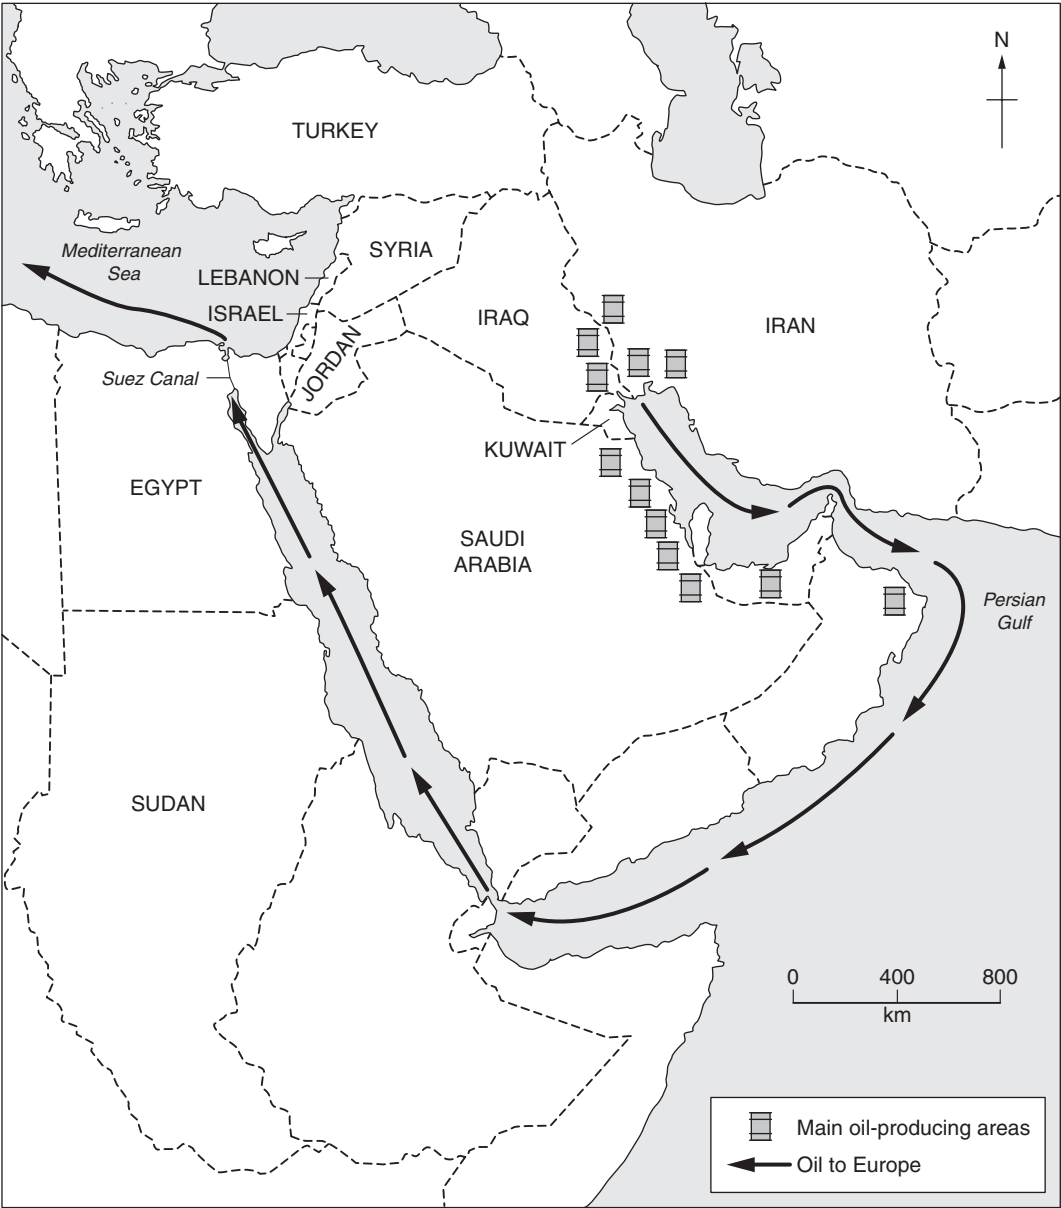 N
TURKEY
Mediterranean
Sea
SYRIA
LEBANON
ISRAEL
IRAQ
IRAN
JORDAN
Suez Canal
KUWAIT
EGYPT
SAUDI
ARABIA
Persian
Gulf
SUDAN
0 400 800
km
Main oil-producing areas
Oil to Europe